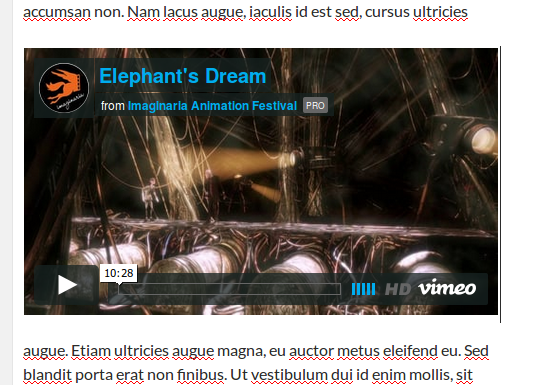 accumsan non. Nam lacus augue, iaculis id est sed, cursus ultricies
Elephant's Dream
from Imaginaria Animation Festival PRO
imaginaria
10:28
HD vimeo
augue. Etiam ultricies augue magna, eu auctor metus eleifend eu. Sed
blandit porta erat non finibus. Ut vestibulum dui id enim mollis, sit